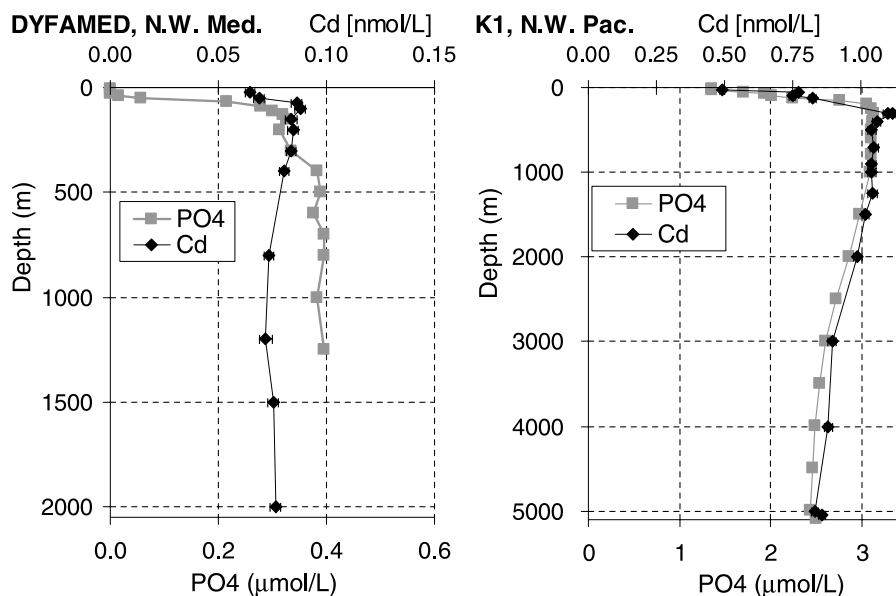 DYFAMED, N.W. Med.
Cd [nmol/L]
0.00 0.05 0.10 0.15
0
500
1000
1500
2000
Depth (m)
PO4
Cd
0.0 0.2 0.4 0.6
PO4 (μmol/L)
K1, N.W. Pac.
Cd [nmol/L]
0.00 0.25 0.50 0.75 1.00
0
1000
2000
3000
4000
5000
Depth (m)
PO4
Cd
0 1 2 3
PO4 (μmol/L)